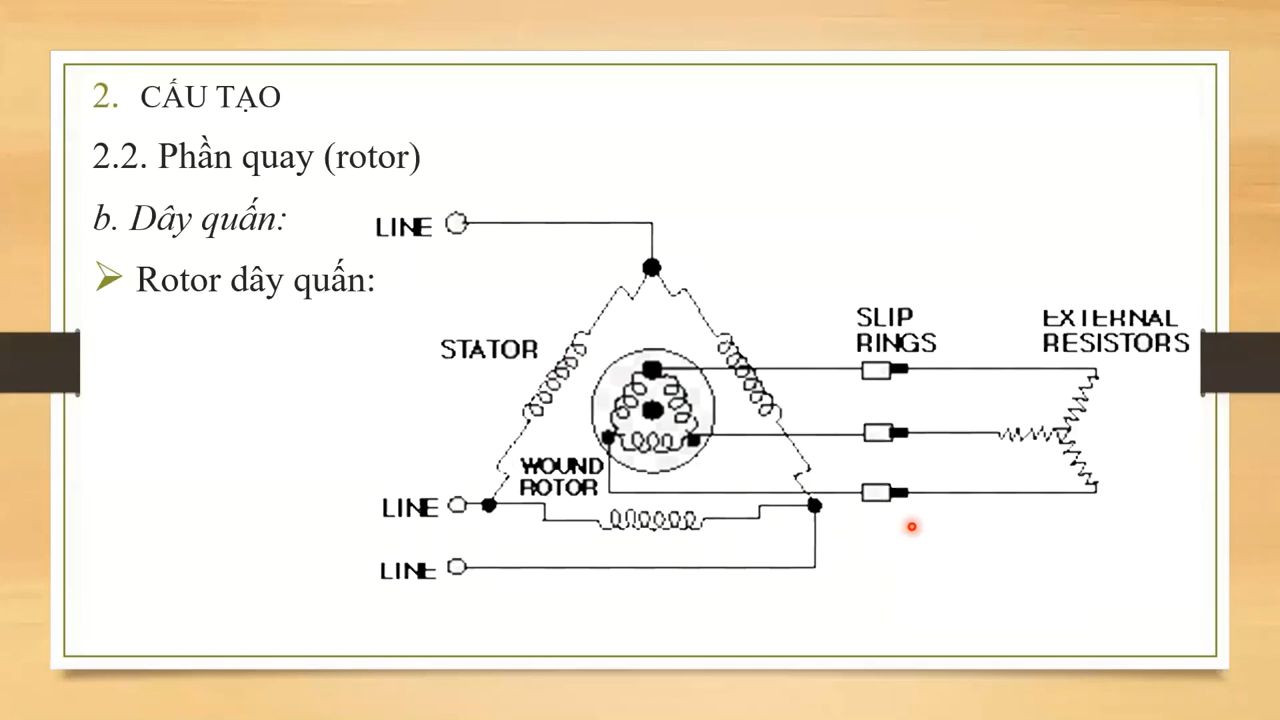 2. CẤU TẠO
2.2. Phần quay (rotor)
b. Dây quấn:
Rotor dây quấn:
LINE
STATOR
SLIP
RINGS
EXTERNAL
RESISTORS
WOUND
ROTOR
LINE
LINE